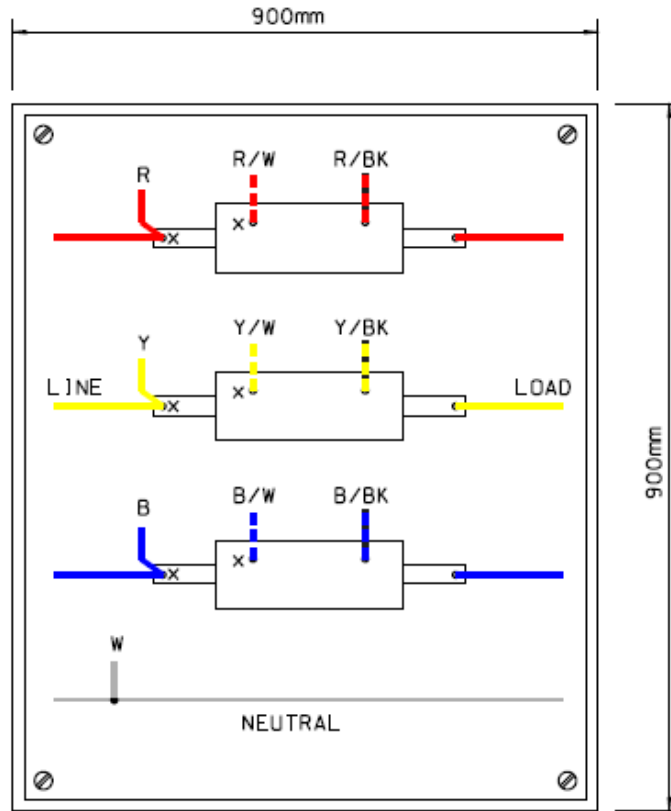 900mm
R/W R/BK
R
X
X
Y/W Y/BK
Y
X
LINE LOAD
X
900mm
B/W B/BK
B
X
X
W
NEUTRAL